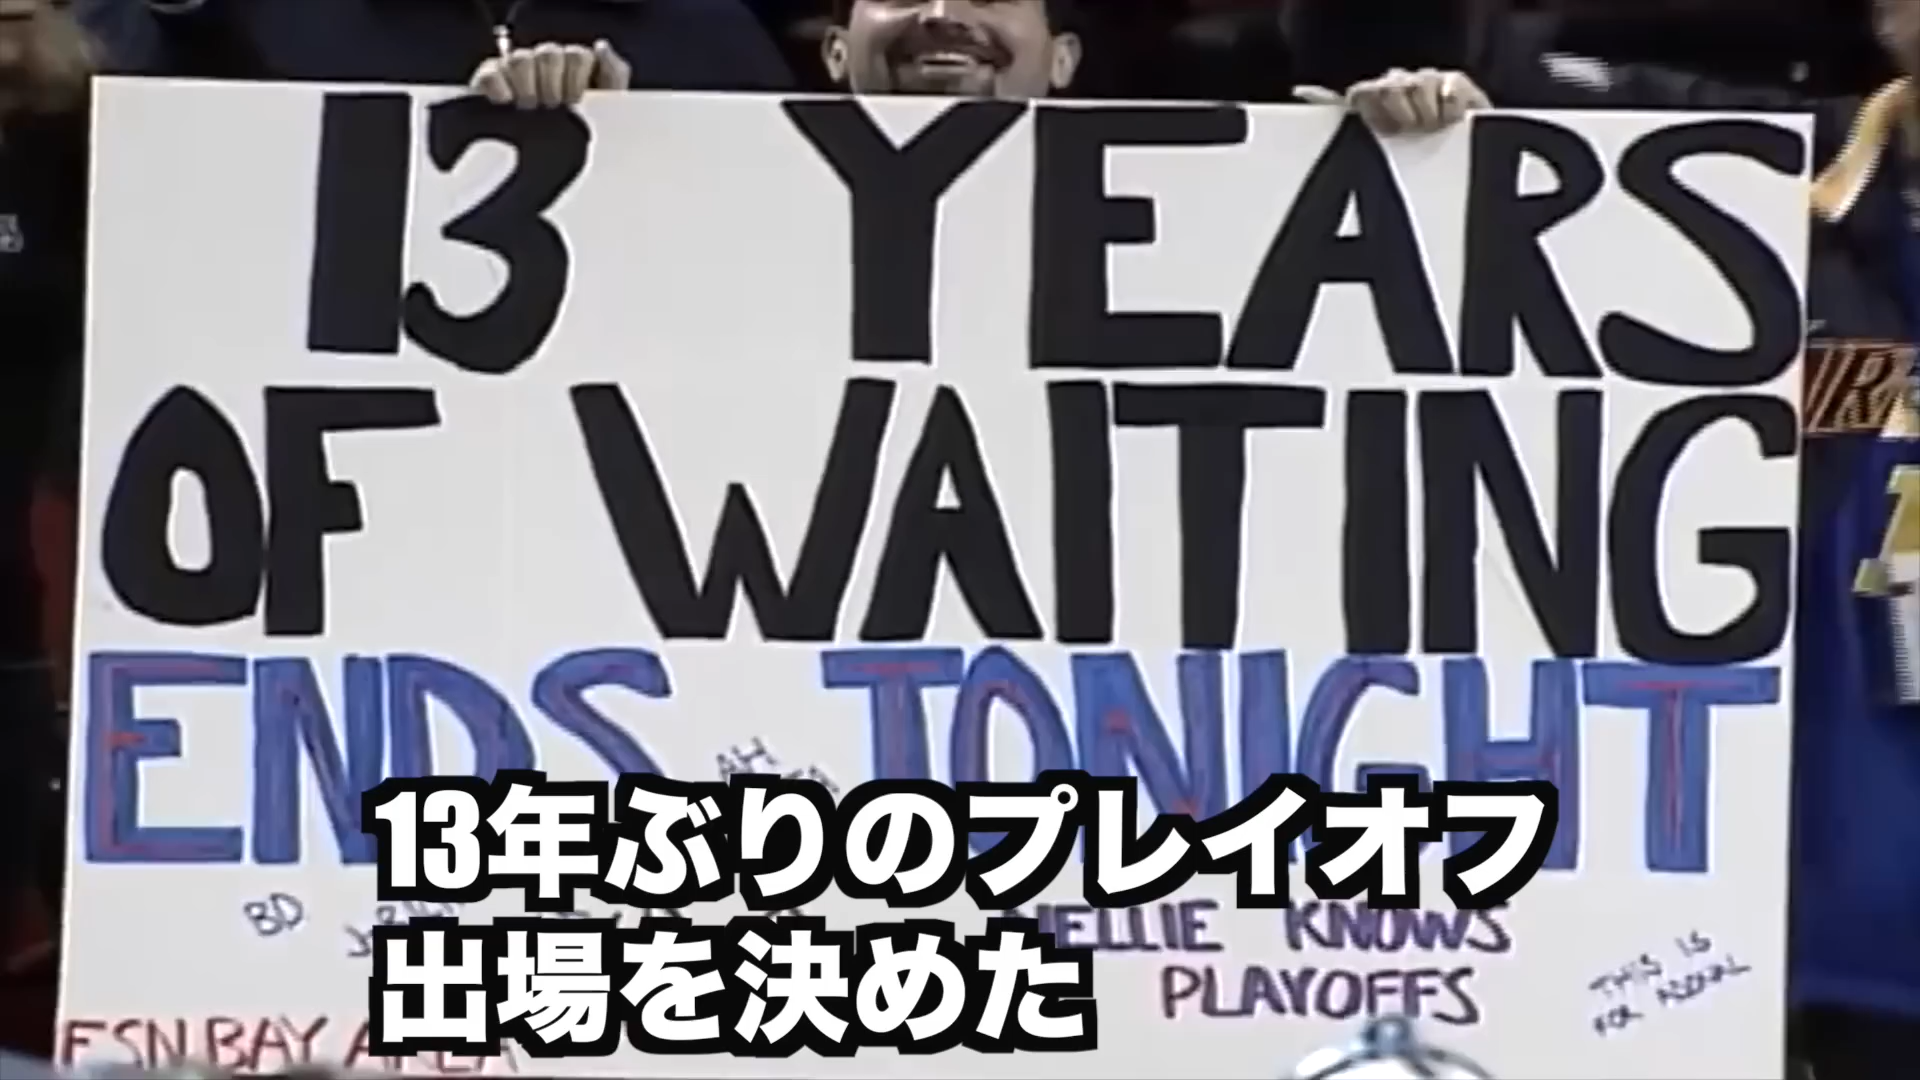 13 YEARS
OF WAITING
ENDS TONIGHT
13年ぶりのプレイオフ
出場を決めた
BD
NELLIE KNOWS
PLAYOFFS
THIS IS
FOR
FSN BAY AREA